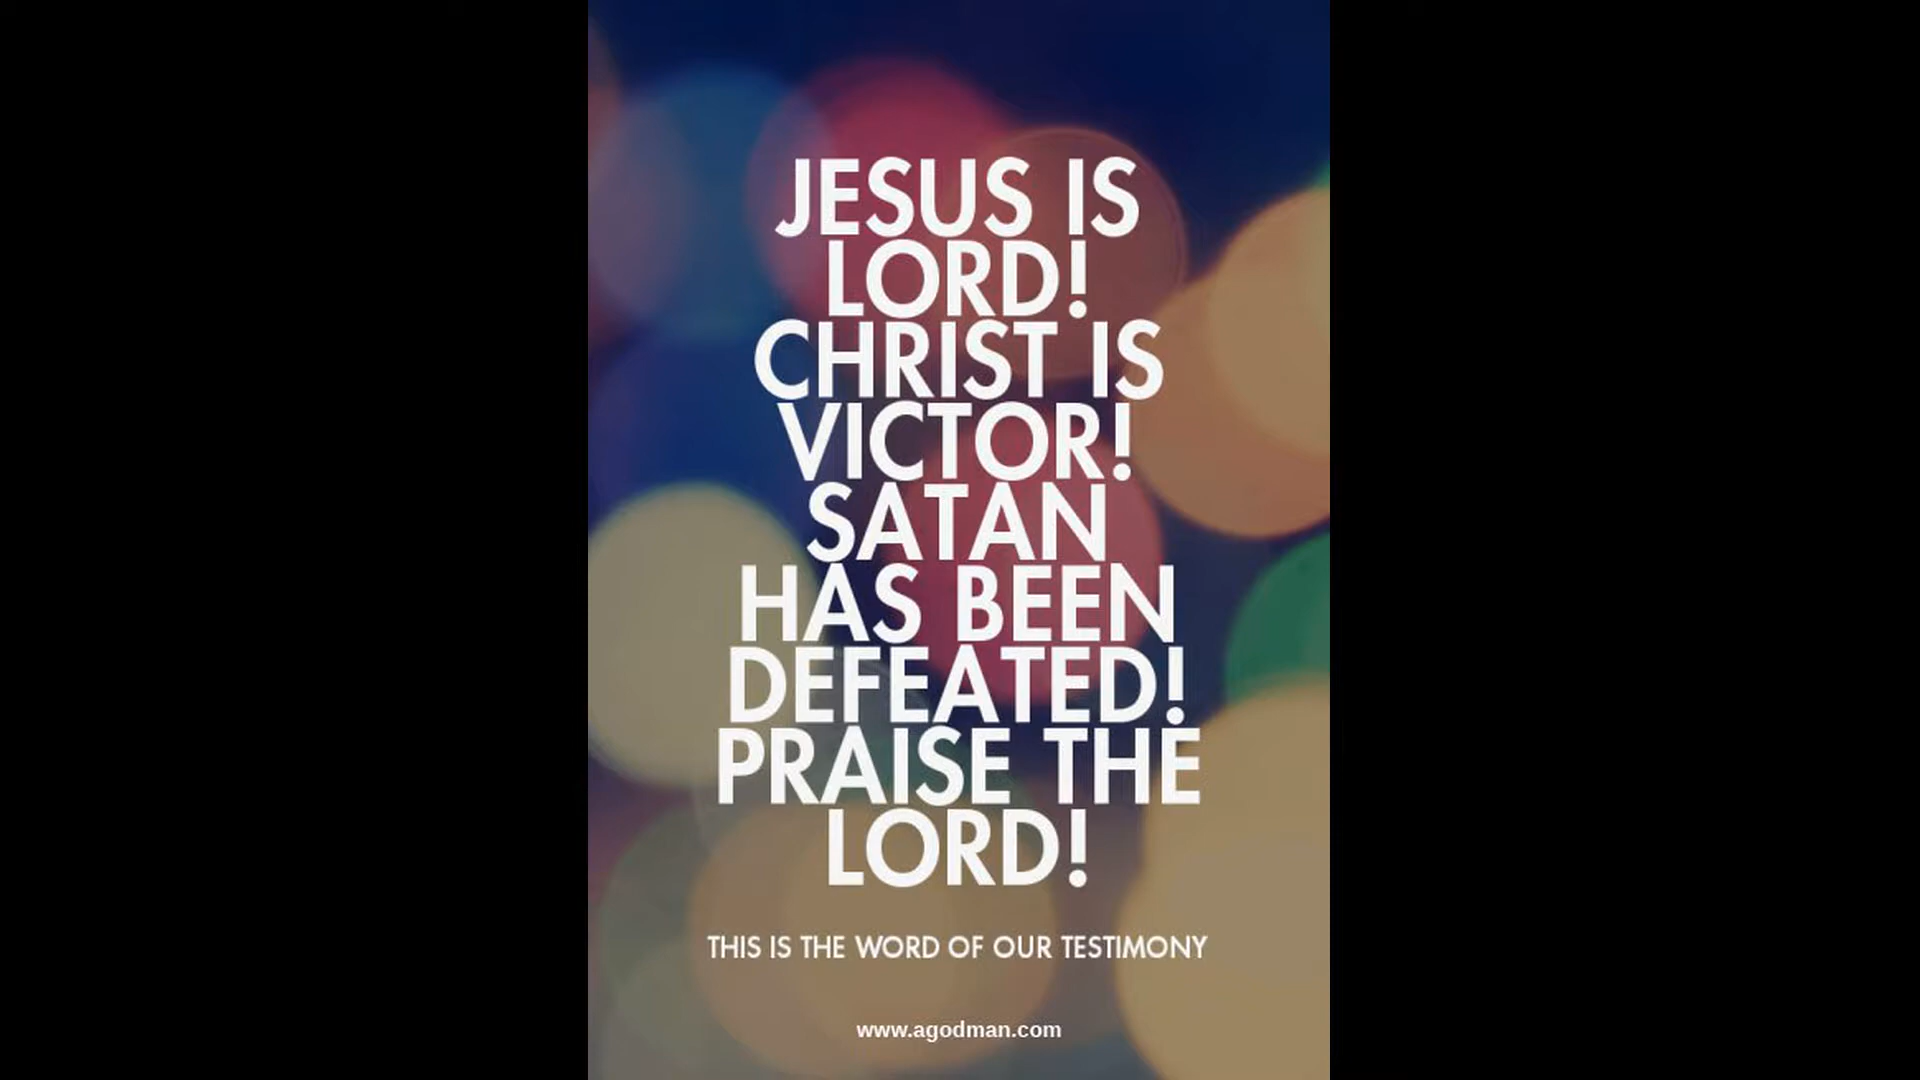 JESUS IS
LORD!
CHRIST IS
VICTOR!
SATAN
HAS BEEN
DEFEATED!
PRAISE THE
LORD!
THIS IS THE WORD OF OUR TESTIMONY
www.agodman.com